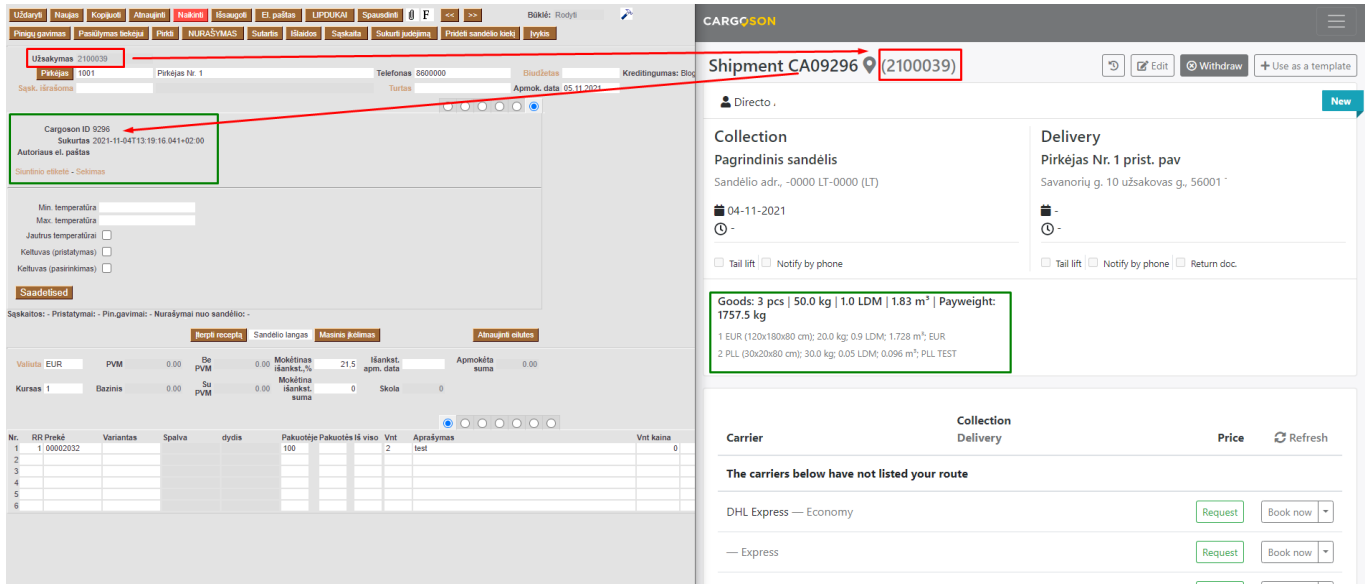 Uždaryti Naujas Kopijuoti Atnaujinti Naikinti Išsaugoti El. paštas LIPDUKAI Spausdinti F << >> Būklė: Rodyti
Pinigų gavimas Pasiūlymas tiekėjui Pirkti NURAŠYMAS Sutartis Išlaidos Sąskaita Sukurti judėjimą Pridėti sandėlio kiekį Įvykis
Užsakymas 2100039
Pirkėjas 1001 Pirkėjas Nr. 1 Telefonas 8600000 Biudžetas Kreditingumas: Blog
Sąsk. išrašoma Turtas Apmok. data 05.11.2021
Cargoson ID 9296
Sukurtas 2021-11-04T13:19:16.041+02:00
Autoriaus el. paštas
Siuntinio etiketė - Sekimas
Min. temperatūra
Max. temperatūra
Jautrus temperatūrai
Keltuvas (pristatymas)
Keltuvas (pasirinkimas)
Saadetised
Sąskaitos: - Pristatymai: - Pin.gavimai: - Nurašymai nuo sandėlio: -
Įterpti receptą Sandėlio langas Masinis įkėlimas Atnaujinti eilutes
Valiuta EUR PVM 0.00 Be PVM 0.00 Mokėtinas išankst.,% 21,5 Išankst. apm. data Apmokėta suma 0.00
Kursas 1 Bazinis 0.00 Su PVM 0.00 Mokėtina išankst. suma 0 Skola 0
Nr. RR Prekė Variantas Spalva dydis Pakuotėje Pakuotės Iš viso Vnt Aprašymas Vnt kaina
1 1 00002032 100 2 test 0
2
3
4
5
6
CARGOSON
Shipment CA09296 (2100039) Edit Withdraw Use as a template
Directo . New
Collection
Pagrindinis sandėlis
Sandėlio adr., -0000 LT-0000 (LT)
04-11-2021
-
Tail lift Notify by phone
Delivery
Pirkėjas Nr. 1 prist. pav
Savanorių g. 10 užsakovas g., 56001
-
-
Tail lift Notify by phone Return doc.
Goods: 3 pcs | 50.0 kg | 1.0 LDM | 1.83 m³ | Payweight:
1757.5 kg
1 EUR (120x180x80 cm); 20.0 kg; 0.9 LDM; 1.728 m³; EUR
2 PLL (30x20x80 cm); 30.0 kg; 0.05 LDM; 0.096 m³; PLL TEST
Carrier Collection Delivery Price Refresh
The carriers below have not listed your route
DHL Express — Economy Request Book now
— Express Request Book now